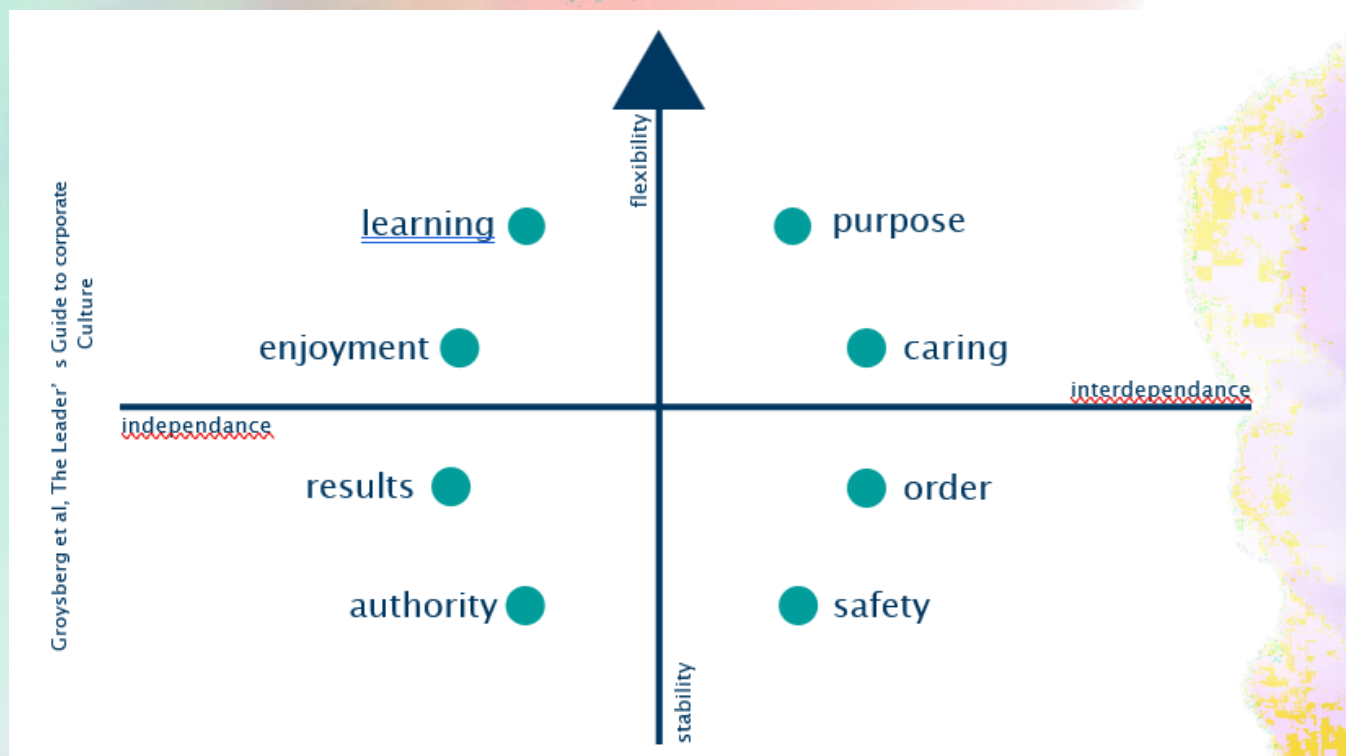 flexibility
learning
purpose
enjoyment
caring
interdependance
independance
results
order
authority
safety
stability
Groysberg et al, The Leader’ s Guide to corporate
Culture